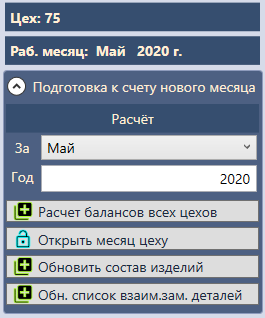 Цех: 75
Раб. месяц: Май 2020 г.
Подготовка к счету нового месяца
Расчёт
За Май
Год 2020
Расчет балансов всех цехов
Открыть месяц цеху
Обновить состав изделий
Обн. список взаим.зам. деталей